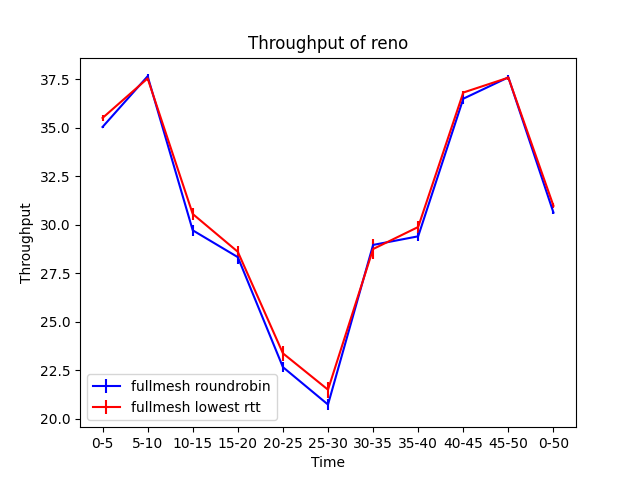 Throughput of reno
Throughput
37.5
35.0
32.5
30.0
27.5
25.0
22.5
20.0
fullmesh roundrobin
fullmesh lowest rtt
0-5 5-10 10-15 15-20 20-25 25-30 30-35 35-40 40-45 45-50 0-50
Time